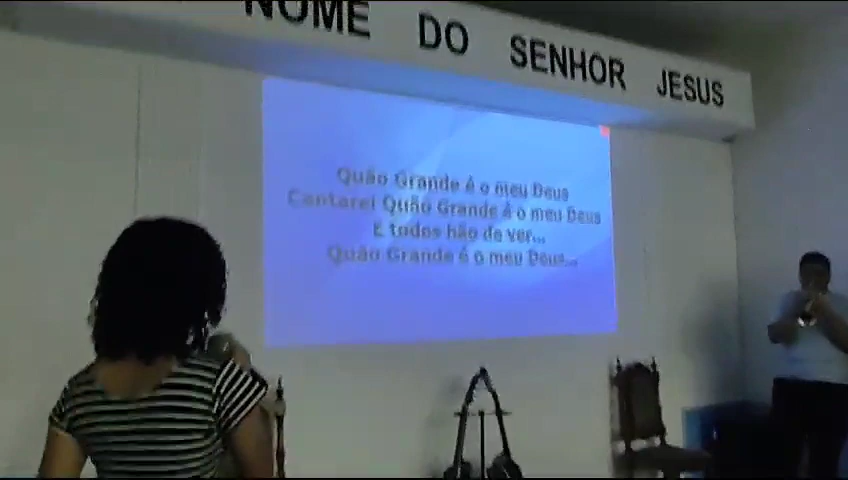 NOME DO SENHOR JESUS
Quão Grande é o meu Deus
Cantarei Quão Grande é o meu Deus
E todos hão de ver...
Quão Grande é o meu Deus...